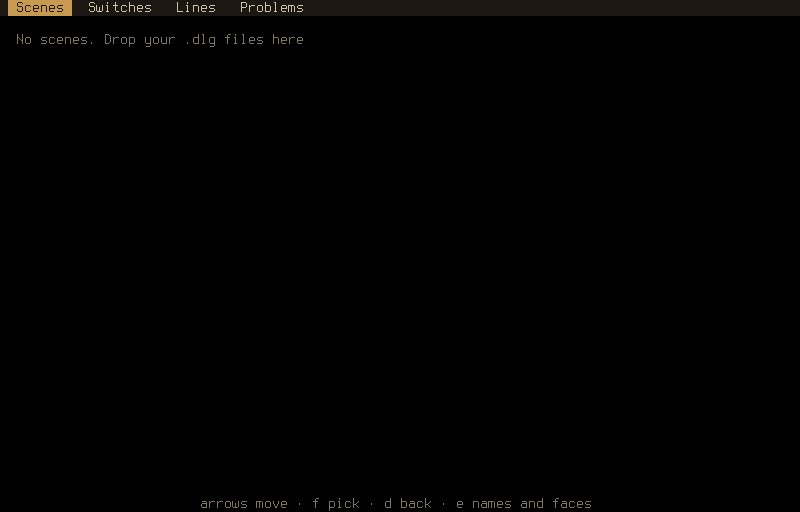 Scenes Switches Lines Problems
No scenes. Drop your .dlg files here
arrows move · f pick · d back · e names and faces